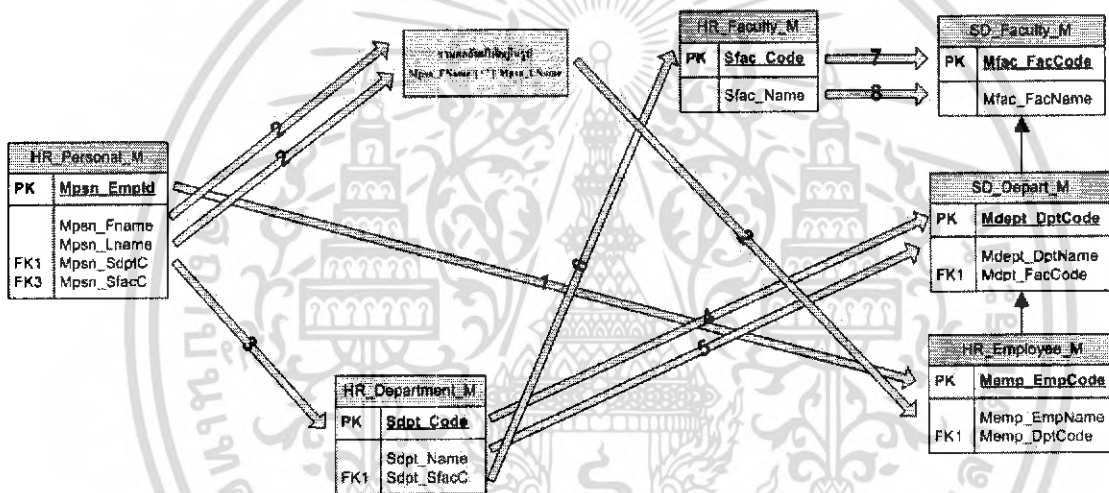 HR_Personal_M
PK Mpsn_EmpId
Mpsn_Fname
Mpsn_Lname
FK1 Mpsn_SdptC
FK3 Mpsn_SfacC
Mpsn_FName || ' ' || Mpsn_LName
HR_Faculty_M
PK Sfac_Code
Sfac_Name
SD_Faculty_M
PK Mfac_FacCode
Mfac_FacName
SD_Depart_M
PK Mdept_DptCode
Mdept_DptName
FK1 Mdpt_FacCode
HR_Employee_M
PK Memp_EmpCode
Memp_EmpName
FK1 Memp_DptCode
HR_Department_M
PK Sdpt_Code
Sdpt_Name
FK1 Sdpt_SfacC
2
2
1
3
4
5
6
7
8